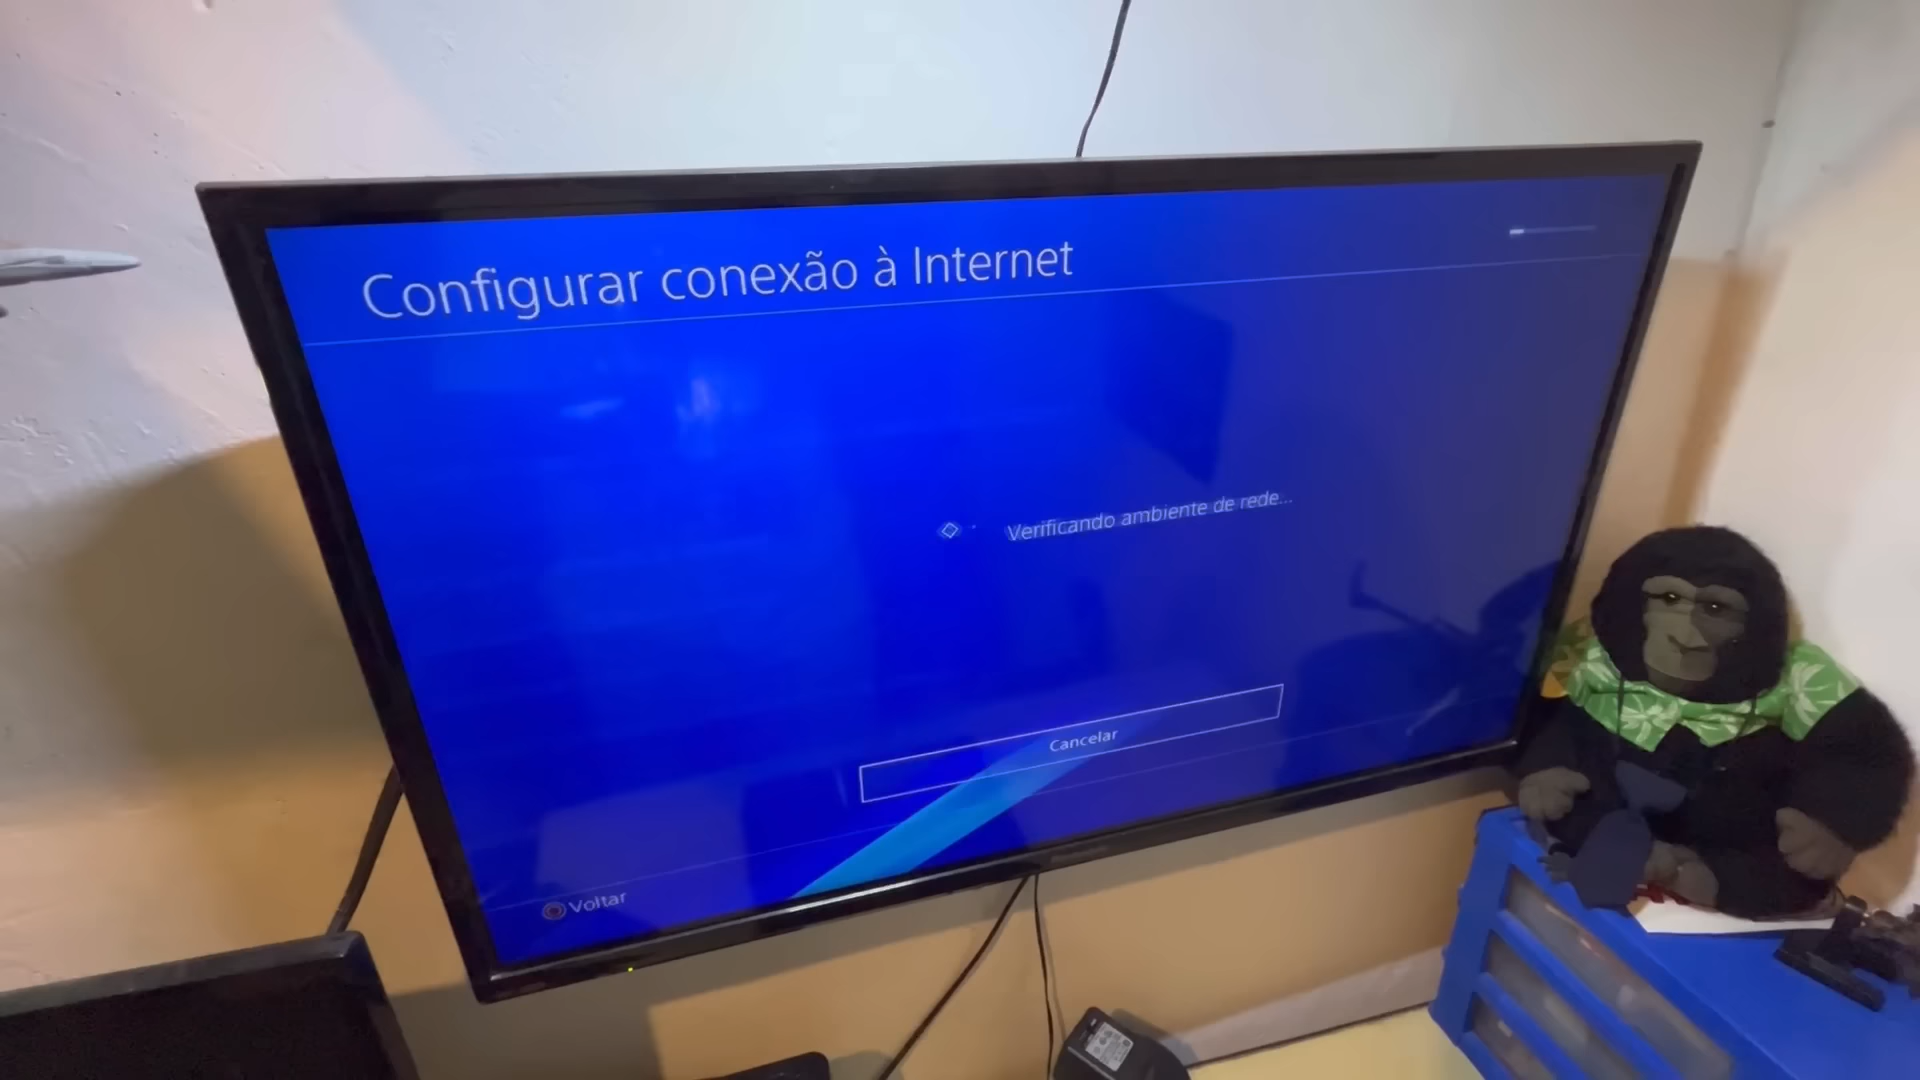 Configurar conexão à Internet
Verificando ambiente de rede...
Cancelar
Voltar